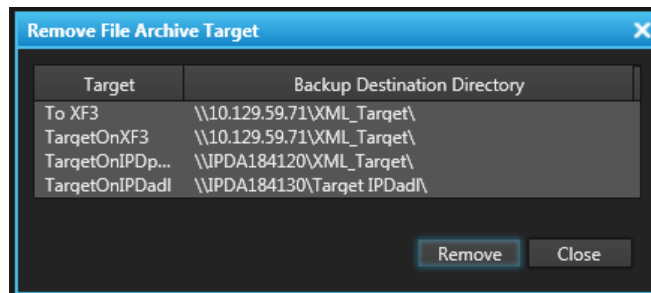 Remove File Archive Target
Target Backup Destination Directory
To XF3 \\10.129.59.71\XML_Target\
TargetOnXF3 \\10.129.59.71\XML_Target\
TargetOnIPDp... \\IPDA184120\XML_Target\
TargetOnIPDadl \\IPDA184130\Target IPDadl\
Remove Close